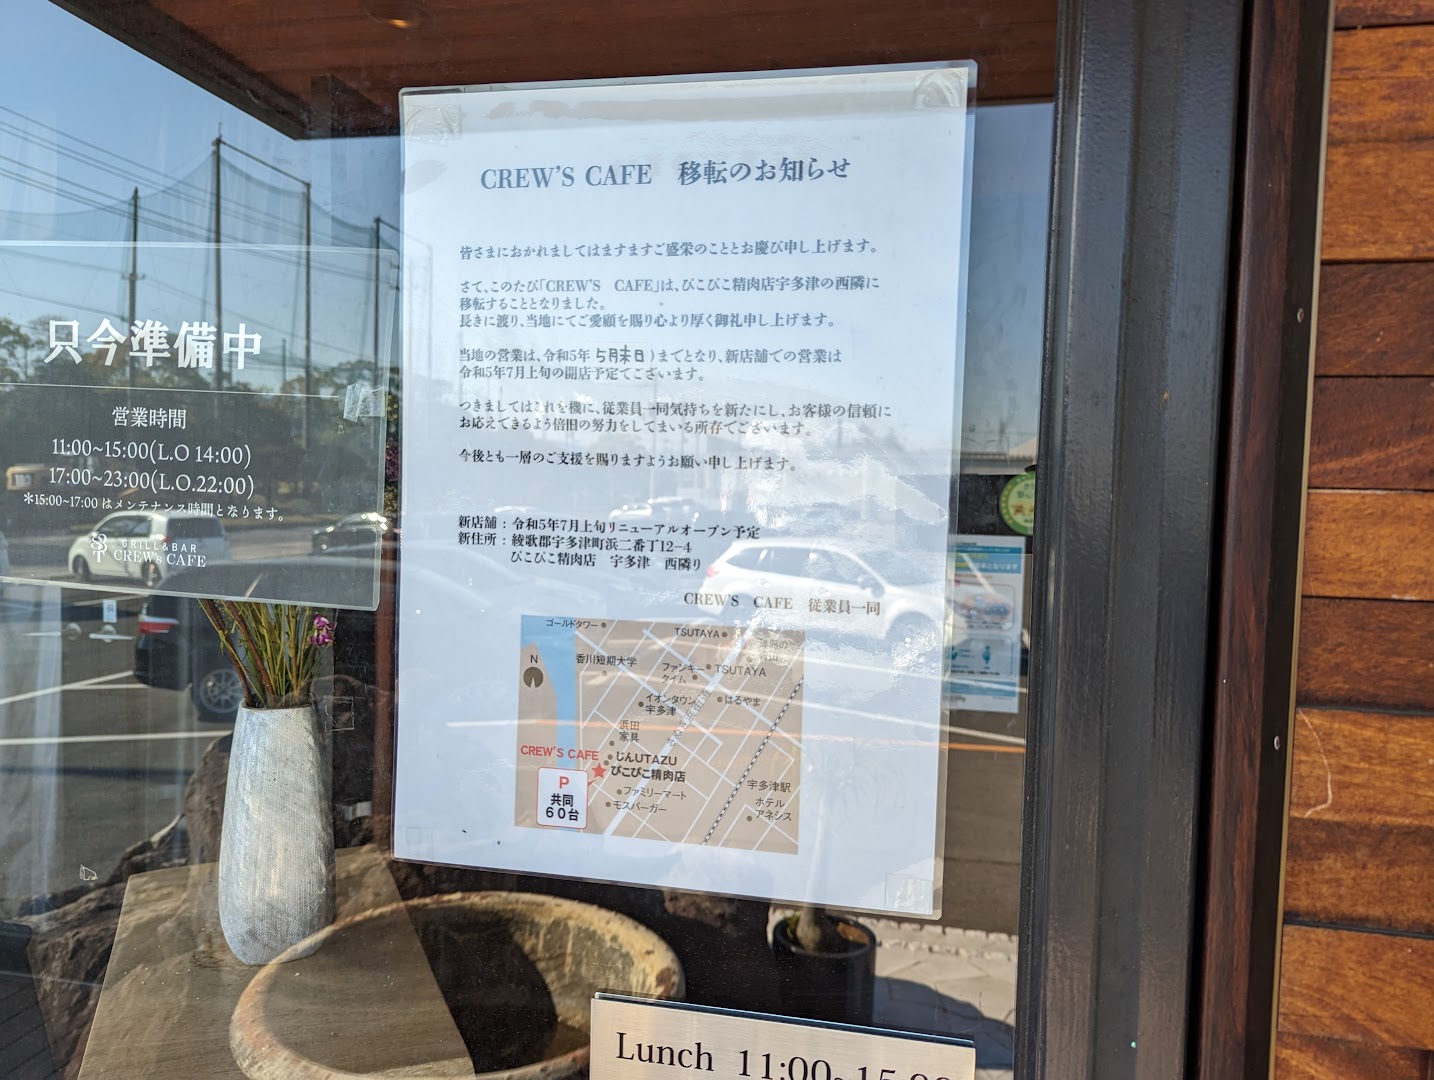 CREW'S CAFE 移転のお知らせ
皆さまにおかれましてはますますご盛栄のこととお慶び申し上げます。
さて、このたび「CREW'S CAFE」は、ぴこぴこ精肉店宇多津の西隣に
移転することとなりました。
長きに渡り、当地にてご愛顧を賜り心より厚く御礼申し上げます。
当地の営業は、令和5年 5月末日)までとなり、新店舗での営業は
令和5年7月上旬の開店予定でございます。
つきましてはこれを機に、従業員一同気持ちを新たにし、お客様の信頼に
お応えできるよう倍旧の努力をしてまいる所存でございます。
今後とも一層のご支援を賜りますようお願い申し上げます。
新店舗：令和5年7月上旬リニューアルオープン予定
新住所：綾歌郡宇多津町浜二番丁12-4
ぴこぴこ精肉店 宇多津 西隣り
CREW'S CAFE 従業員一同
ゴールドタワー
TSUTAYA
N
香川短期大学
ファンキー
タイム
TSUTAYA
イオンタウン
宇多津
はるやま
浜田
家具
CREW'S CAFE
じんUTAZU
ぴこぴこ精肉店
P
共同
60台
ファミリーマート
モスバーガー
宇多津駅
ホテル
アネシス
只今準備中
営業時間
11:00~15:00(L.O 14:00)
17:00~23:00(L.O.22:00)
*15:00~17:00 はメンテナンス時間となります。
GRILL&BAR
CREW's CAFE
Lunch 11:00~15:00